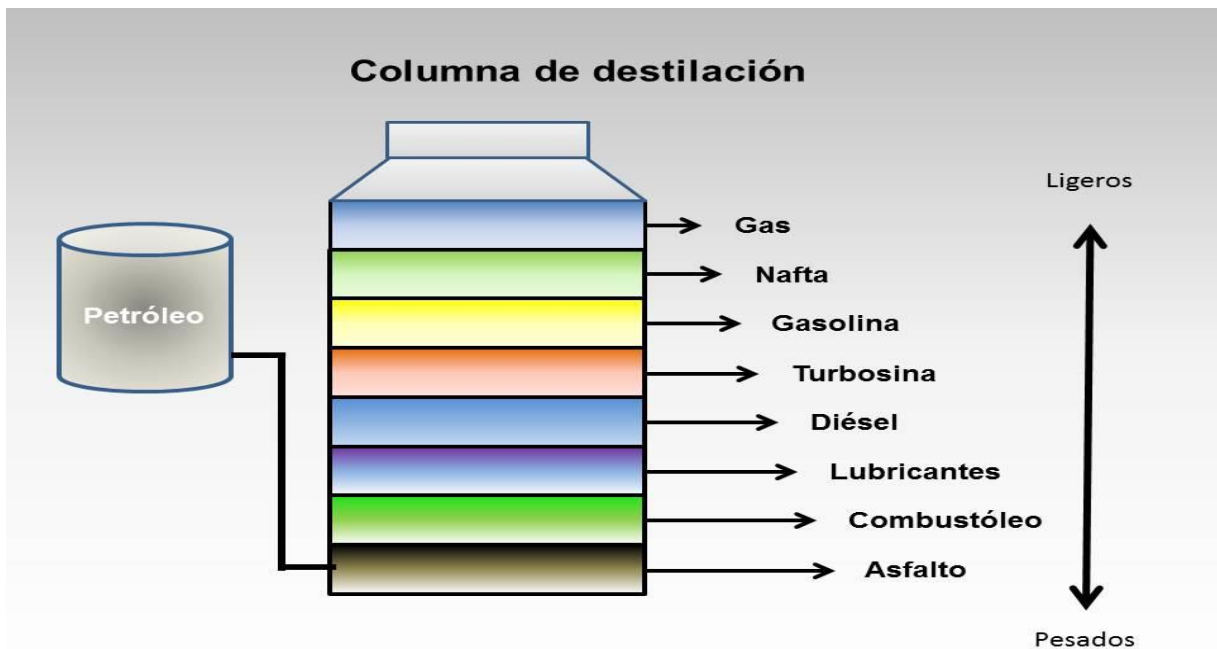 Columna de destilación
Ligeros
Petróleo
Gas
Nafta
Gasolina
Turbosina
Diésel
Lubricantes
Combustóleo
Asfalto
Pesados